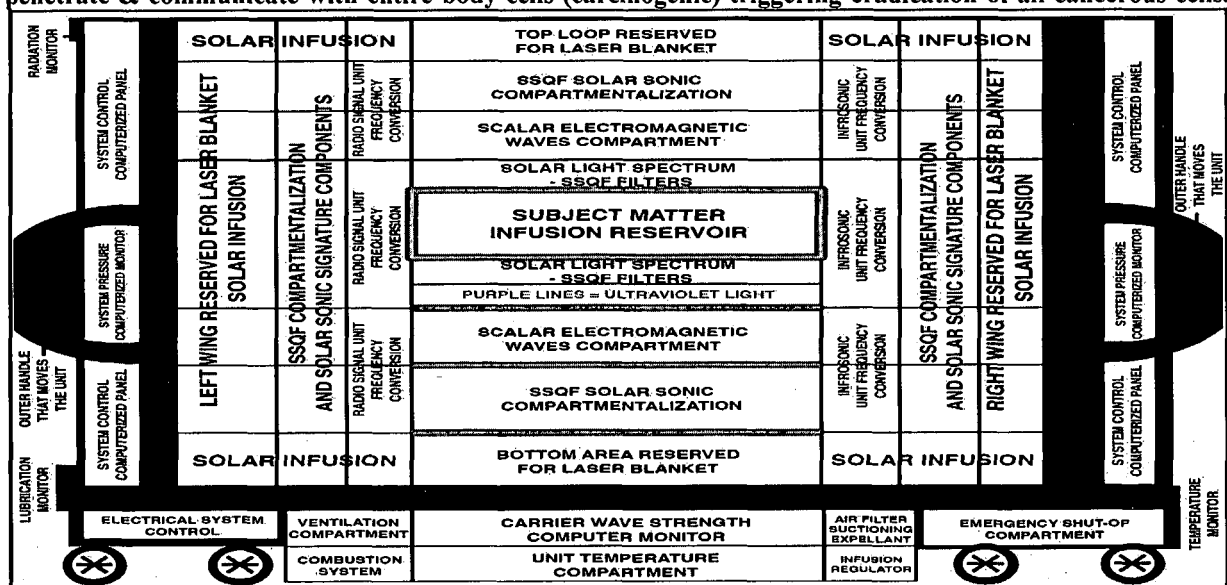 penetrate & communicate with entire body cells (carcinogenic) triggering eradication of all cancerous cells.
RADIATION
MONITOR
SYSTEM CONTROL
COMPUTERIZED PANEL
SOLAR INFUSION
TOP LOOP RESERVED
FOR LASER BLANKET
SOLAR INFUSION
SYSTEM CONTROL
COMPUTERIZED PANEL
LEFT WING RESERVED FOR LASER BLANKET
SOLAR INFUSION
SSQF COMPARTMENTALIZATION
AND SOLAR SONIC SIGNATURE COMPONENTS
RADIO SIGNAL UNIT
FREQUENCY
CONVERSION
SSQF SOLAR SONIC
COMPARTMENTALIZATION
SCALAR ELECTROMAGNETIC
WAVES COMPARTMENT
INFROSONIC
UNIT FREQUENCY
CONVERSION
SSQF COMPARTMENTALIZATION
AND SOLAR SONIC SIGNATURE COMPONENTS
RIGHT WING RESERVED FOR LASER BLANKET
SOLAR INFUSION
OUTER HANDLE
THAT MOVES
THE UNIT
SOLAR LIGHT SPECTRUM
- SSQF FILTERS
SYSTEM PRESSURE
COMPUTERIZED MONITOR
RADIO SIGNAL UNIT
FREQUENCY
CONVERSION
SUBJECT MATTER
INFUSION RESERVOIR
INFROSONIC
UNIT FREQUENCY
CONVERSION
SYSTEM PRESSURE
COMPUTERIZED MONITOR
SOLAR LIGHT SPECTRUM
- SSQF FILTERS
PURPLE LINES = ULTRAVIOLET LIGHT
OUTER HANDLE
THAT MOVES
THE UNIT
RADIO SIGNAL UNIT
FREQUENCY
CONVERSION
SCALAR ELECTROMAGNETIC
WAVES COMPARTMENT
INFROSONIC
UNIT FREQUENCY
CONVERSION
SYSTEM CONTROL
COMPUTERIZED PANEL
SSQF SOLAR SONIC
COMPARTMENTALIZATION
SYSTEM CONTROL
COMPUTERIZED PANEL
LUBRICATION
MONITOR
SOLAR INFUSION
BOTTOM AREA RESERVED
FOR LASER BLANKET
SOLAR INFUSION
TEMPERATURE
MONITOR
ELECTRICAL SYSTEM
CONTROL
VENTILATION
COMPARTMENT
CARRIER WAVE STRENGTH
COMPUTER MONITOR
AIR FILTER
SUCTIONING
EXPELLANT
EMERGENCY SHUT-OP
COMPARTMENT
COMBUSTION
SYSTEM
UNIT TEMPERATURE
COMPARTMENT
INFUSION
REGULATOR